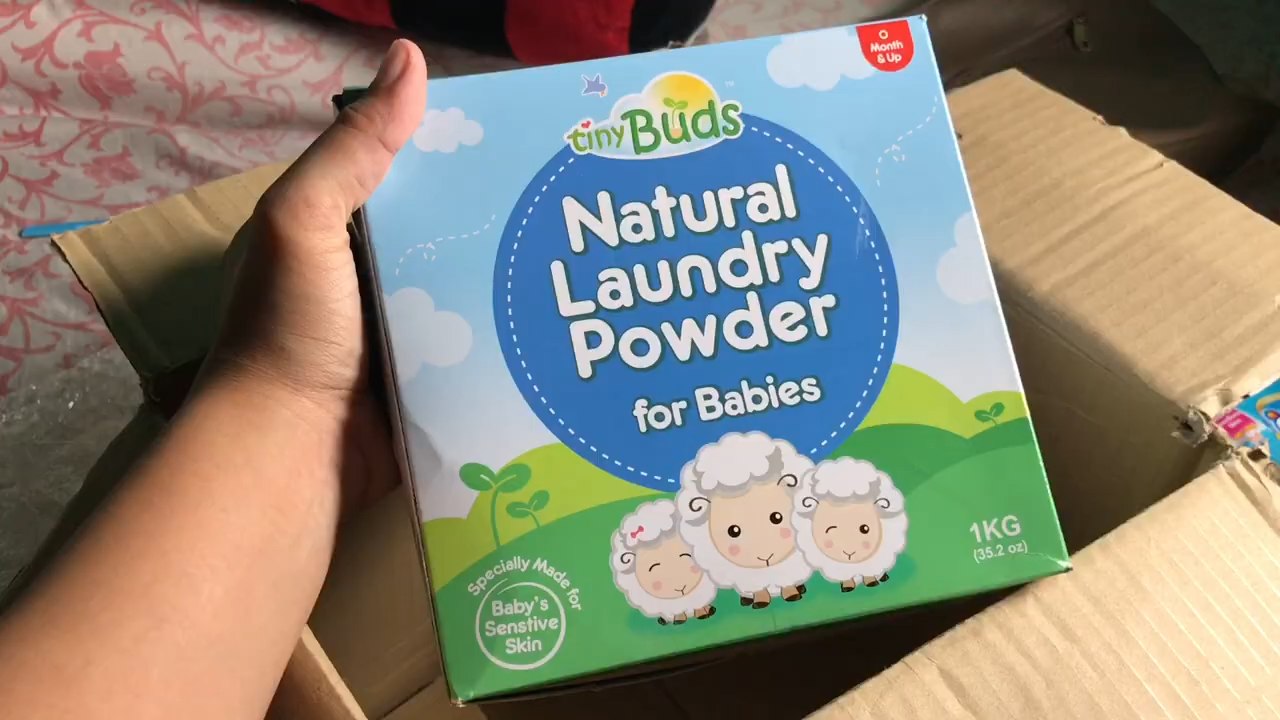 0
Month
& Up
tiny Buds
™
Natural
Laundry
Powder
for Babies
1KG
(35.2 oz)
Specially Made for
Baby's
Senstive
Skin